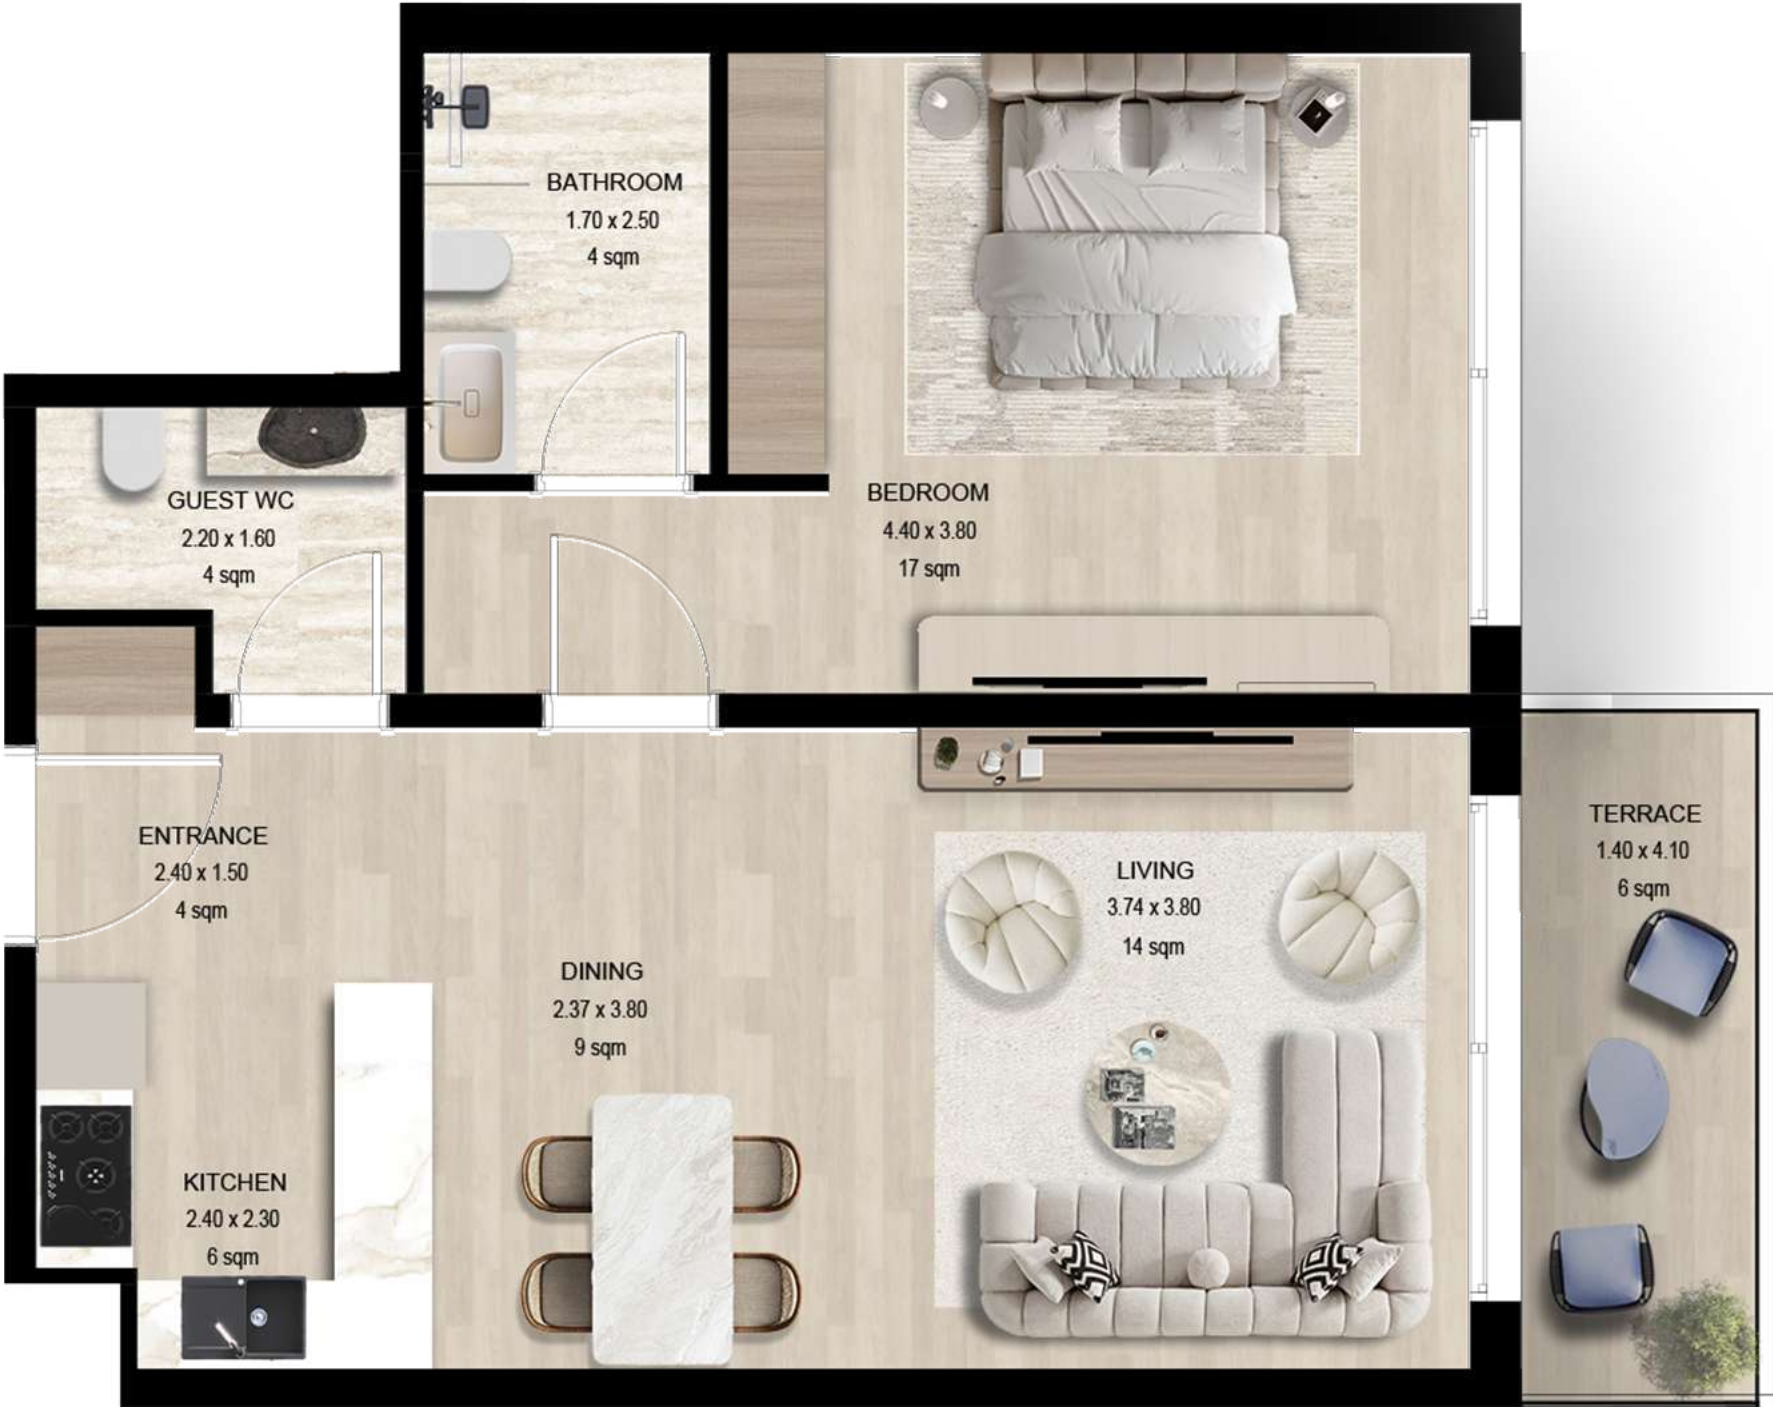 BATHROOM
1.70 x 2.50
4 sqm
GUEST WC
2.20 x 1.60
4 sqm
BEDROOM
4.40 x 3.80
17 sqm
ENTRANCE
2.40 x 1.50
4 sqm
LIVING
3.74 x 3.80
14 sqm
TERRACE
1.40 x 4.10
6 sqm
DINING
2.37 x 3.80
9 sqm
KITCHEN
2.40 x 2.30
6 sqm